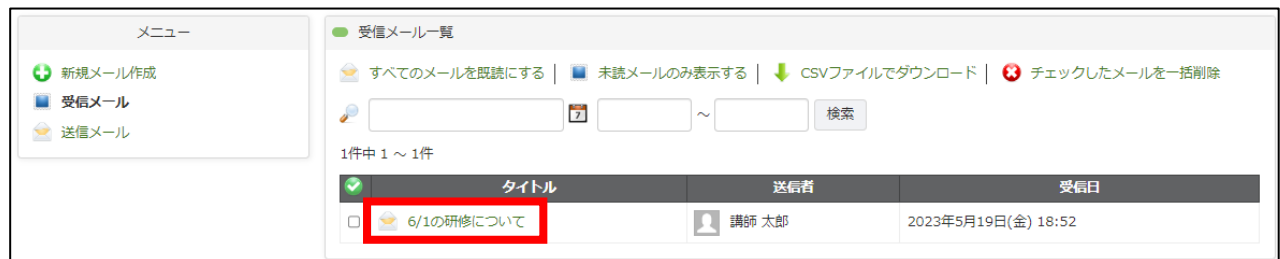 メニュー
新規メール作成
受信メール
送信メール
受信メール一覧
すべてのメールを既読にする | 未読メールのみ表示する | CSVファイルでダウンロード | チェックしたメールを一括削除
7 ～ 検索
1件中 1 ～ 1件
タイトル 送信者 受信日
6/1の研修について 講師 太郎 2023年5月19日(金) 18:52